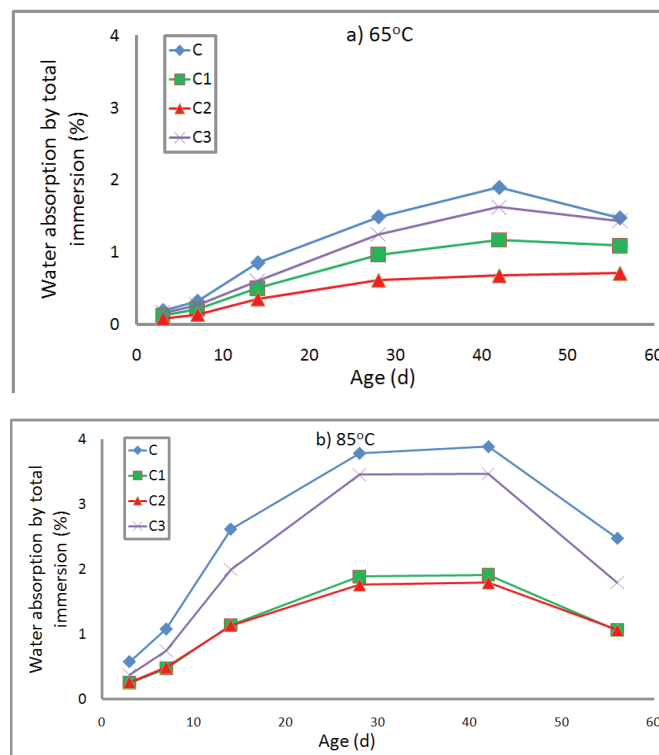 a) 65°C
C
C1
C2
C3
4
3
2
1
0
0 10 20 30 40 50 60
Water absorption by total
immersion (%)
Age (d)
b) 85°C
C
C1
C2
C3
4
3
2
1
0
0 10 20 30 40 50 60
Water absorption by total
immersion (%)
Age (d)